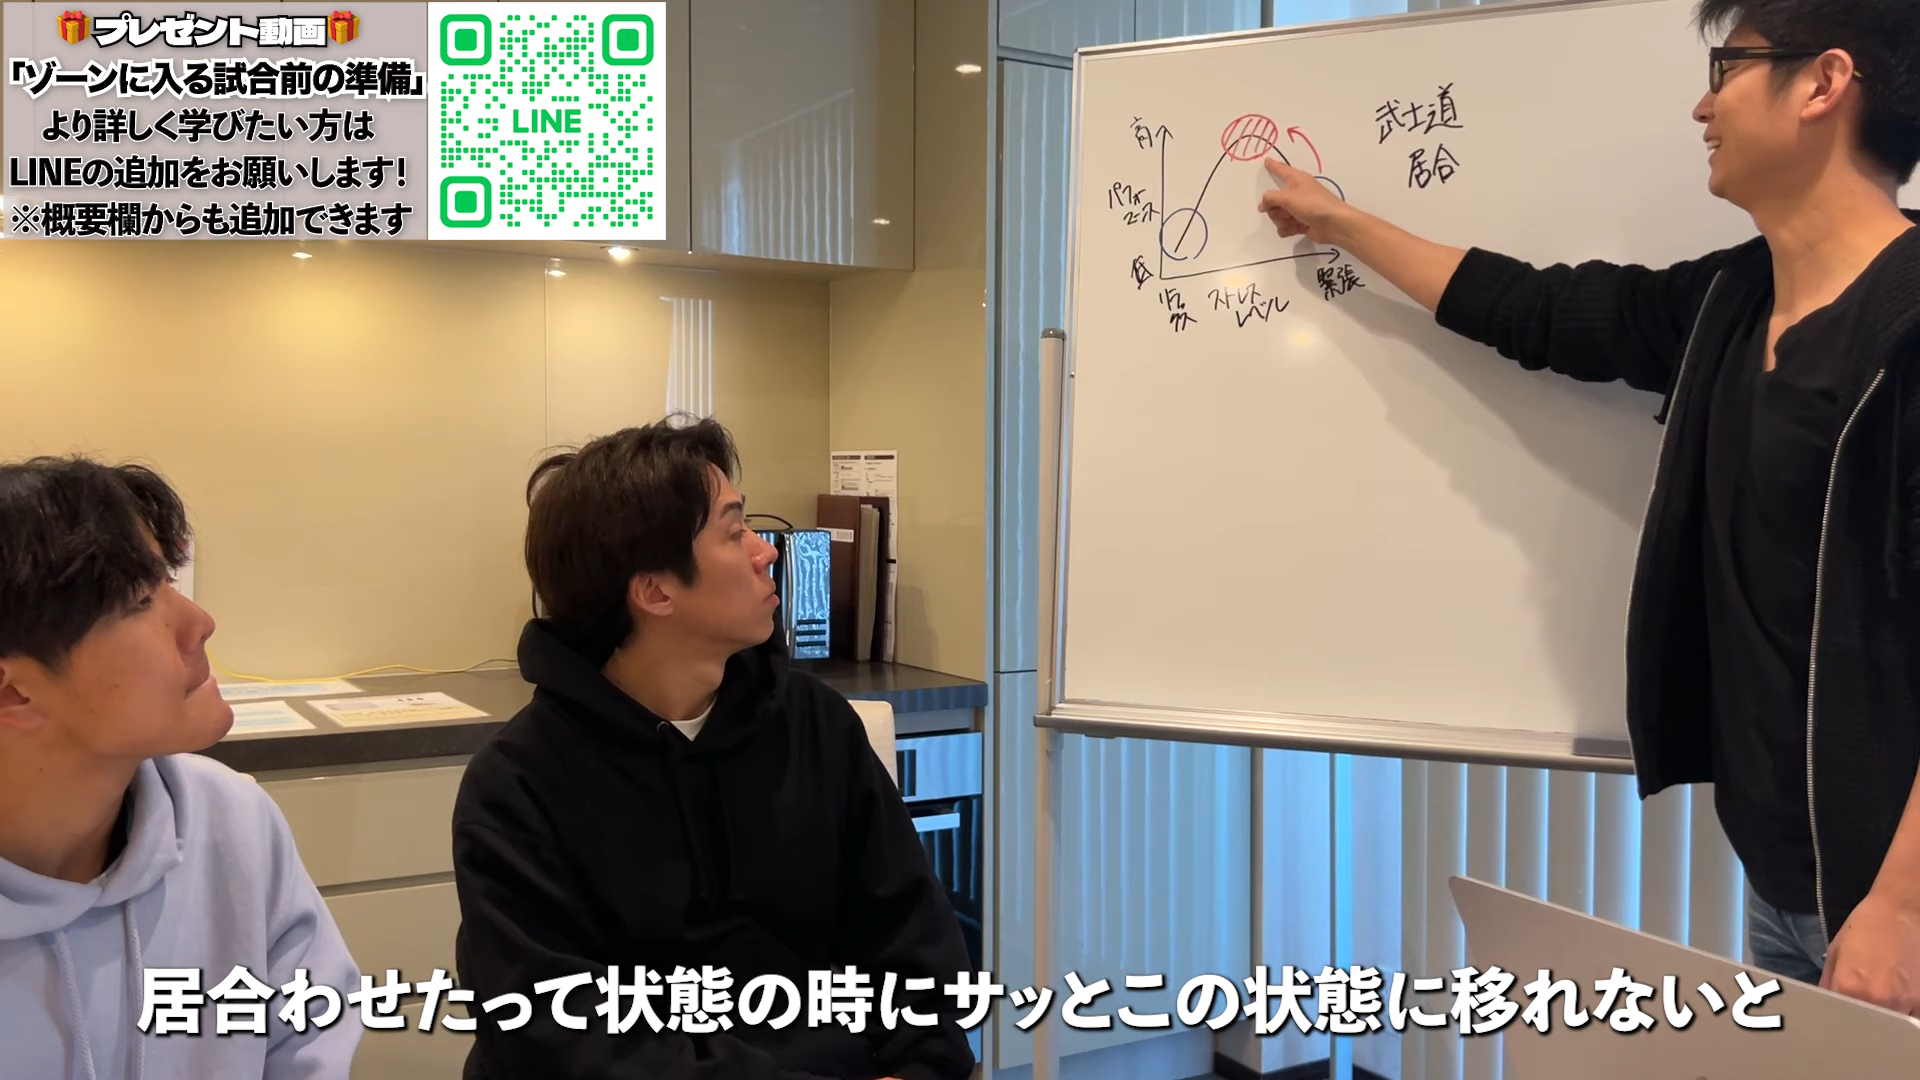 🎁プレゼント動画🎁
「ゾーンに入る試合前の準備」
より詳しく学びたい方は
LINEの追加をお願いします!
※概要欄からも追加できます
LINE
武士道
居合
高
パフォ
マンス
低
リラ
クス
ストレス
レベル
緊張
居合わせたって状態の時にサッとこの状態に移れないと